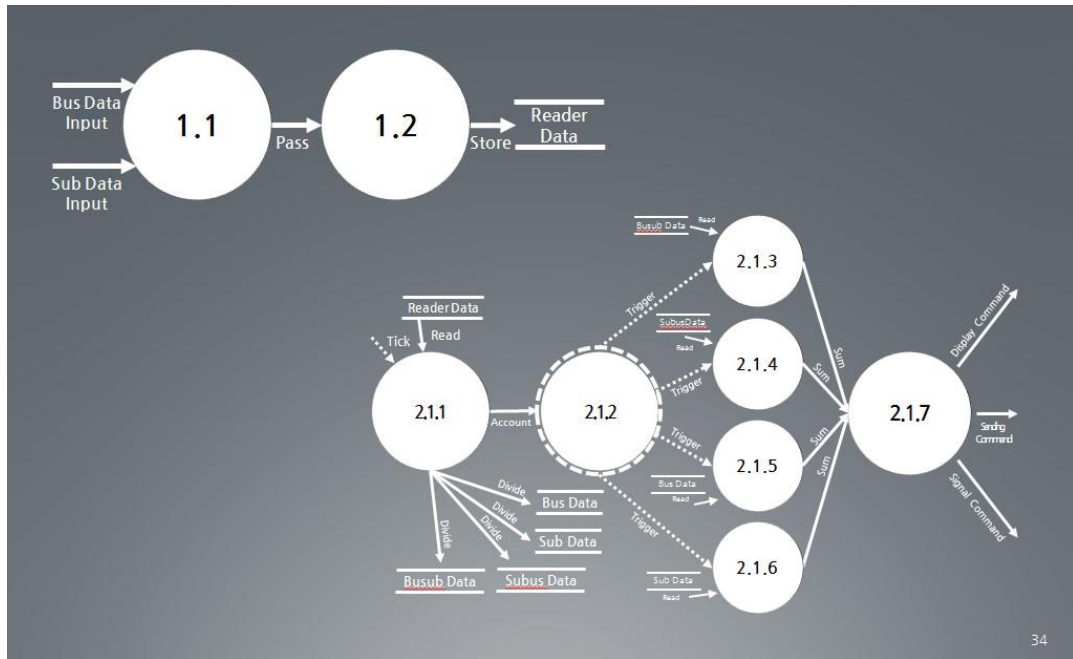 Bus Data
Input
Sub Data
Input
1.1
Pass
1.2
Store
Reader
Data
Busub Data
Read
2.1.3
Trigger
Sum
Reader Data
Read
Tick
SubusData
Read
2.1.4
Trigger
Sum
Display Command
2.1.1
Account
2.1.2
2.1.7
Sending
Command
Trigger
2.1.5
Sum
Bus Data
Read
Signal Command
Divide
Bus Data
Divide
Sub Data
Divide
Subus Data
Divide
Busub Data
Trigger
2.1.6
Sum
Sub Data
Read
34